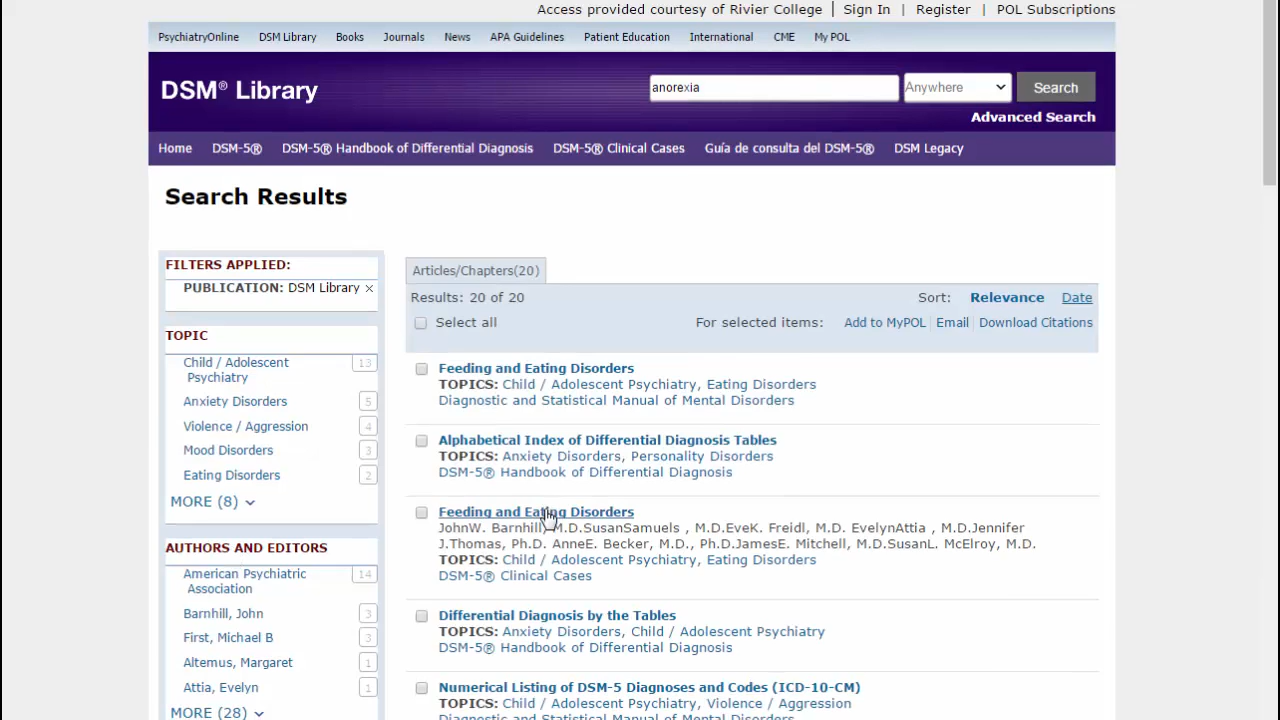 Access provided courtesy of Rivier College | Sign In | Register | POL Subscriptions
PsychiatryOnline DSM Library Books Journals News APA Guidelines Patient Education International CME My POL
DSM® Library
anorexia Anywhere Search
Advanced Search
Home DSM-5® DSM-5® Handbook of Differential Diagnosis DSM-5® Clinical Cases Guía de consulta del DSM-5® DSM Legacy
Search Results
FILTERS APPLIED:
PUBLICATION: DSM Library ×
TOPIC
Child / Adolescent Psychiatry 13
Anxiety Disorders 5
Violence / Aggression 4
Mood Disorders 3
Eating Disorders 2
MORE (8)
AUTHORS AND EDITORS
American Psychiatric Association 14
Barnhill, John 3
First, Michael B 3
Altemus, Margaret 1
Attia, Evelyn 1
MORE (28)
Articles/Chapters(20)
Results: 20 of 20 Sort: Relevance Date
Select all For selected items: Add to MyPOL | Email | Download Citations
Feeding and Eating Disorders
TOPICS: Child / Adolescent Psychiatry, Eating Disorders
Diagnostic and Statistical Manual of Mental Disorders
Alphabetical Index of Differential Diagnosis Tables
TOPICS: Anxiety Disorders, Personality Disorders
DSM-5® Handbook of Differential Diagnosis
Feeding and Eating Disorders
JohnW. Barnhill, M.D.SusanSamuels , M.D.EveK. Freidl, M.D. EvelynAttia , M.D.Jennifer
J.Thomas, Ph.D. AnneE. Becker, M.D., Ph.D.JamesE. Mitchell, M.D.SusanL. McElroy, M.D.
TOPICS: Child / Adolescent Psychiatry, Eating Disorders
DSM-5® Clinical Cases
Differential Diagnosis by the Tables
TOPICS: Anxiety Disorders, Child / Adolescent Psychiatry
DSM-5® Handbook of Differential Diagnosis
Numerical Listing of DSM-5 Diagnoses and Codes (ICD-10-CM)
TOPICS: Child / Adolescent Psychiatry, Violence / Aggression
Diagnostic and Statistical Manual of Mental Disorders